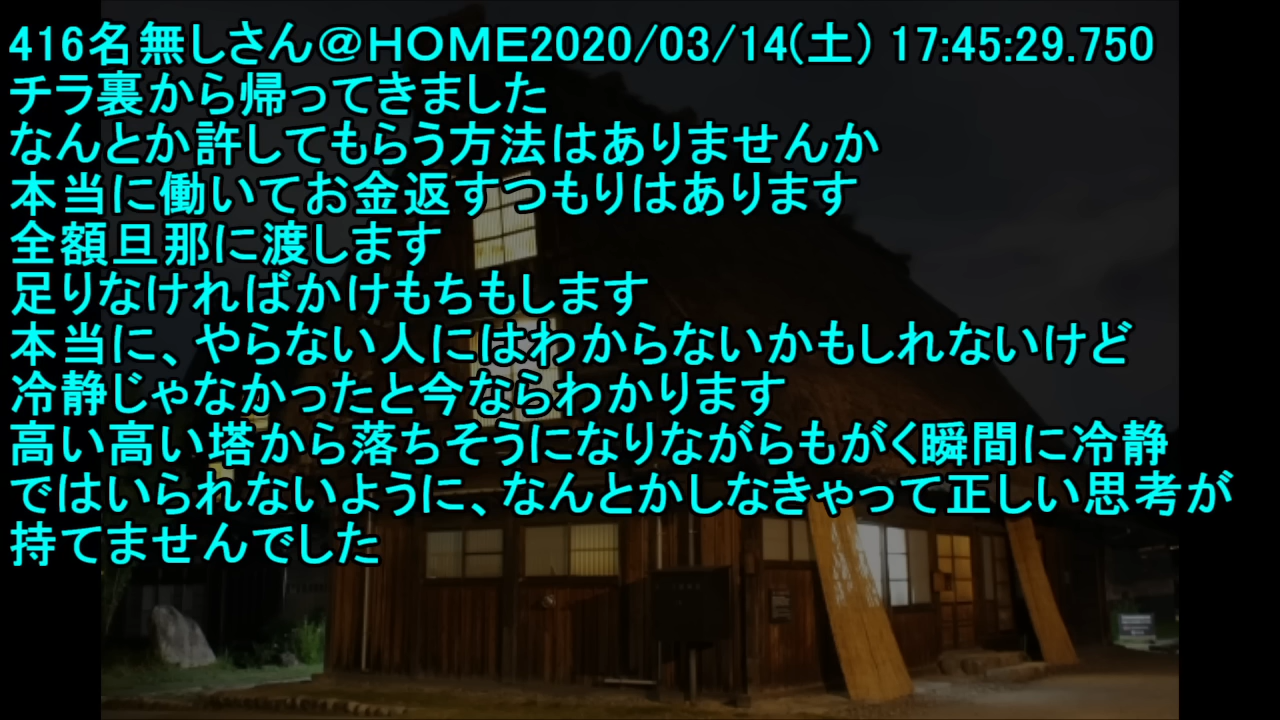 416名無しさん@HOME2020/03/14(土) 17:45:29.750
チラ裏から帰ってきました
なんとか許してもらう方法はありませんか
本当に働いてお金返すつもりはあります
全額旦那に渡します
足りなければかけもちもします
本当に、やらない人にはわからないかもしれないけど
冷静じゃなかったと今ならわかります
高い高い塔から落ちそうになりながらもがく瞬間に冷静
ではいられないように、なんとかしなきゃって正しい思考が
持てませんでした